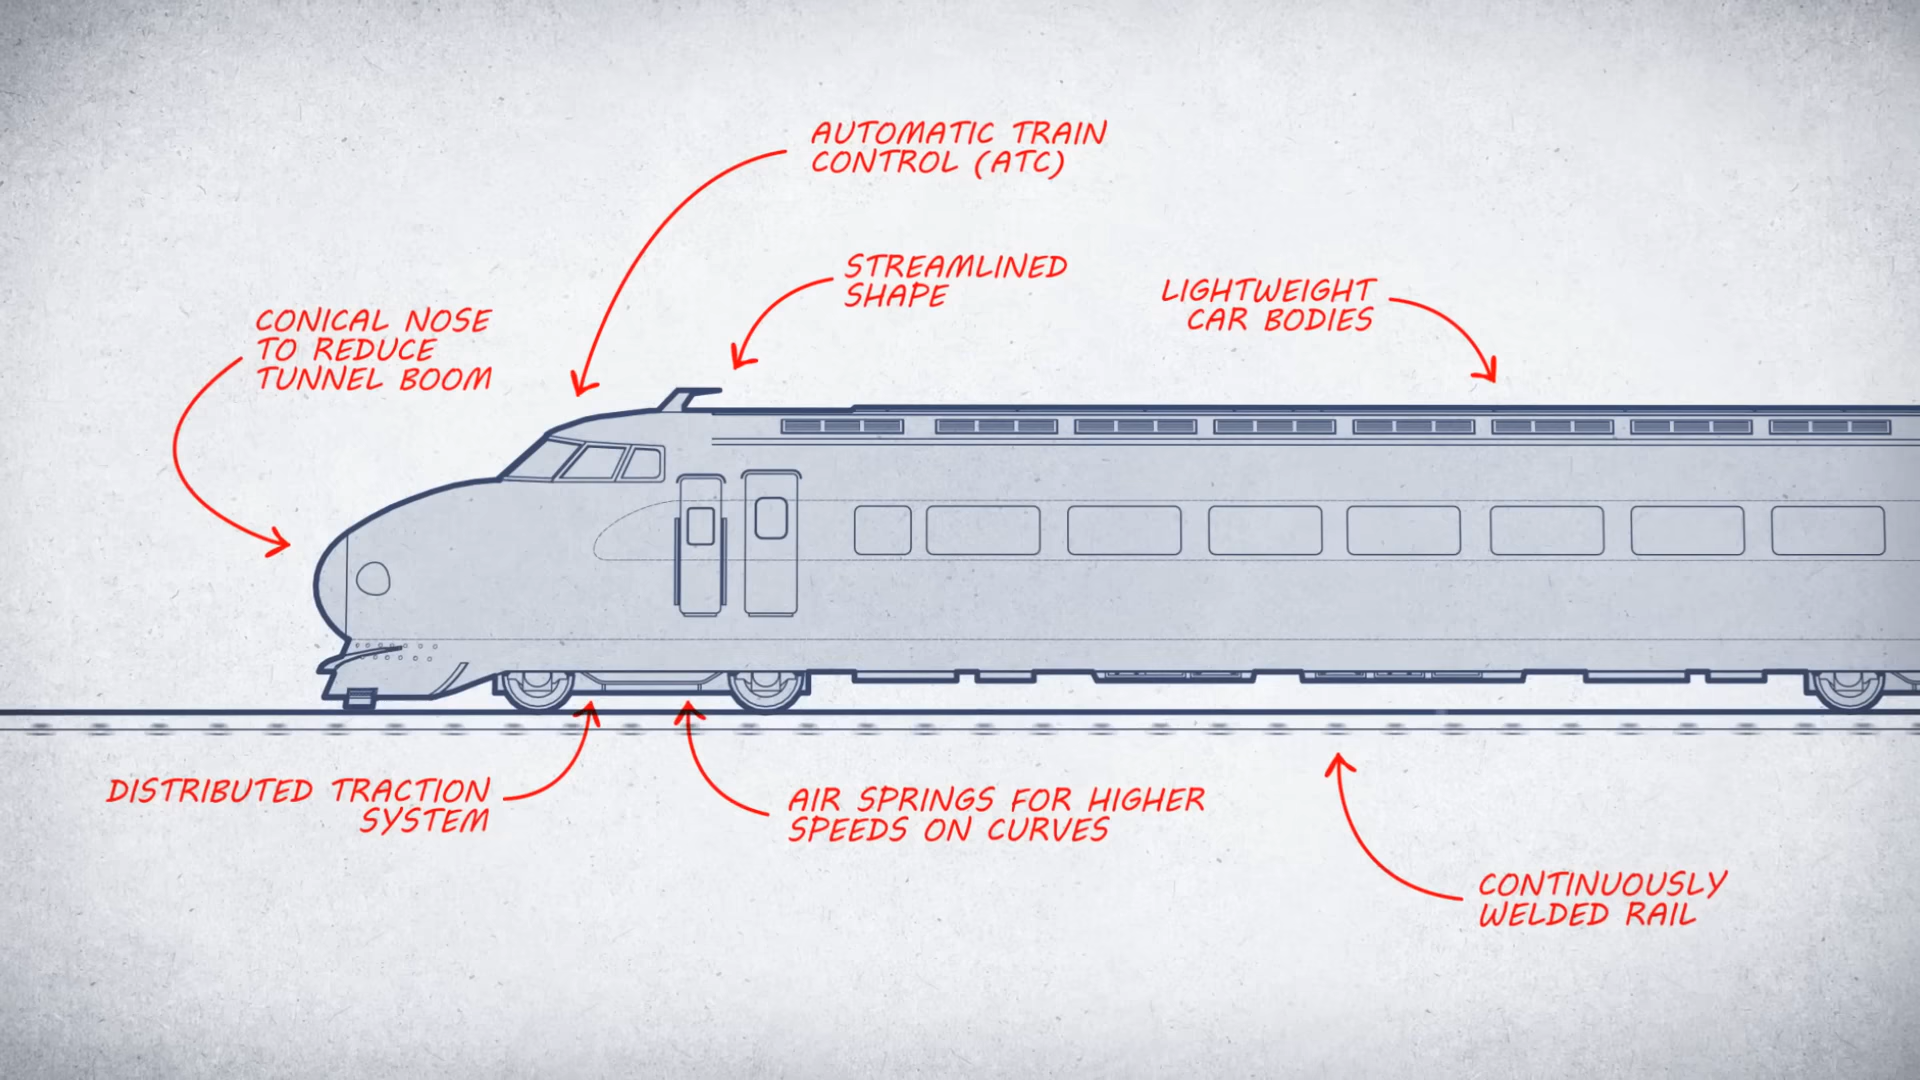 AUTOMATIC TRAIN
CONTROL (ATC)
STREAMLINED
SHAPE
LIGHTWEIGHT
CAR BODIES
CONICAL NOSE
TO REDUCE
TUNNEL BOOM
DISTRIBUTED TRACTION
SYSTEM
AIR SPRINGS FOR HIGHER
SPEEDS ON CURVES
CONTINUOUSLY
WELDED RAIL